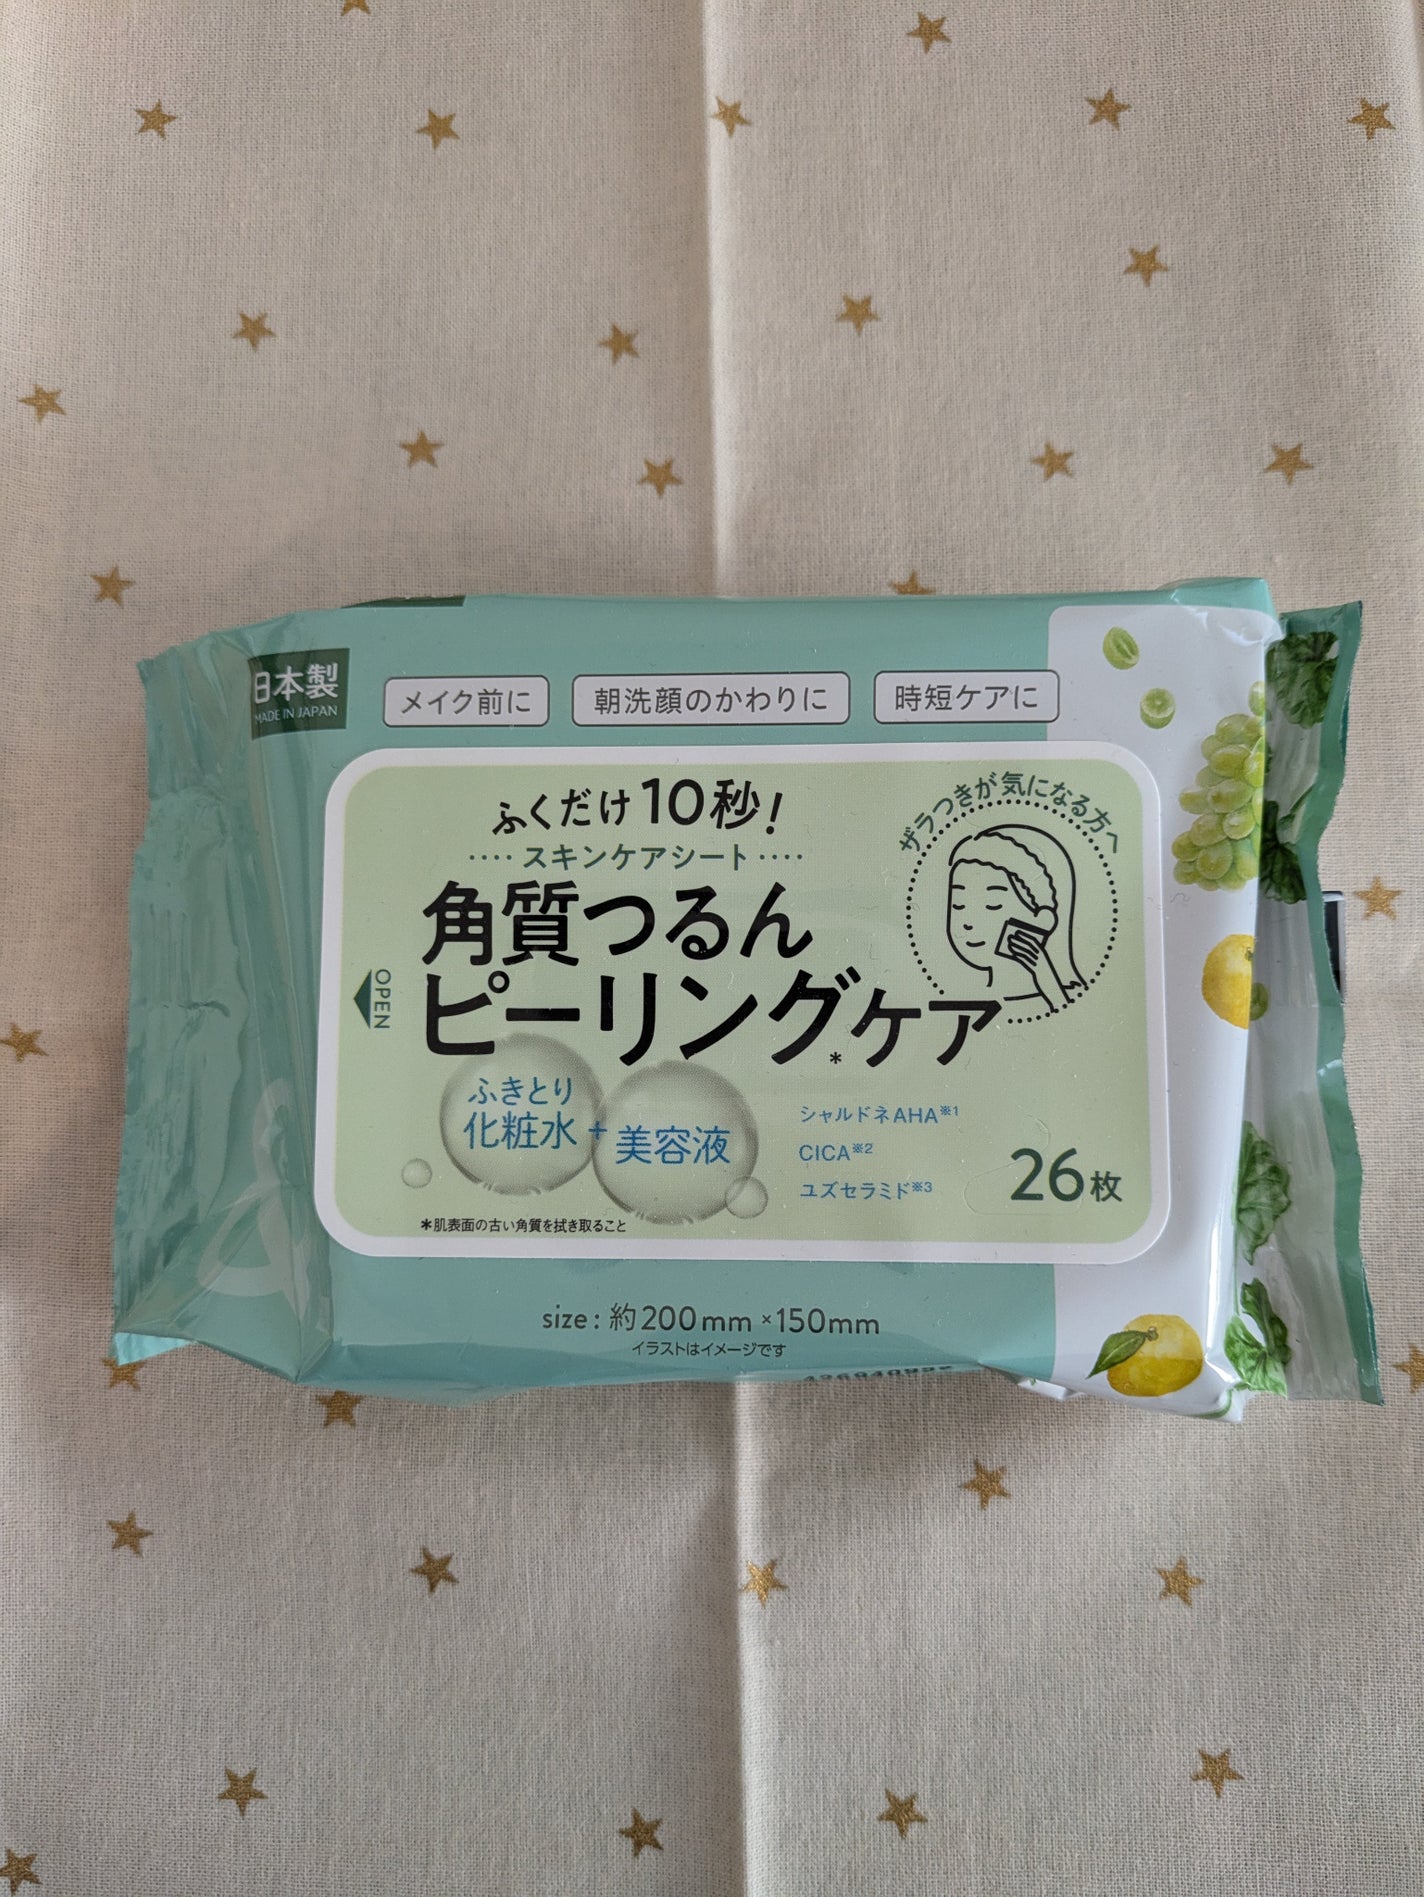 日本製
MADE IN JAPAN
メイク前に
朝洗顔のかわりに
時短ケアに
ふくだけ10秒!
スキンケアシート
角質つるん
ピーリング*ケア
ザラつきが気になる方へ
OPEN
ふきとり
化粧水
+
美容液
シャルドネAHA※1
CICA※2
ユズセラミド※3
26枚
*肌表面の古い角質を拭き取ること
size : 約200mm×150mm
イラストはイメージです